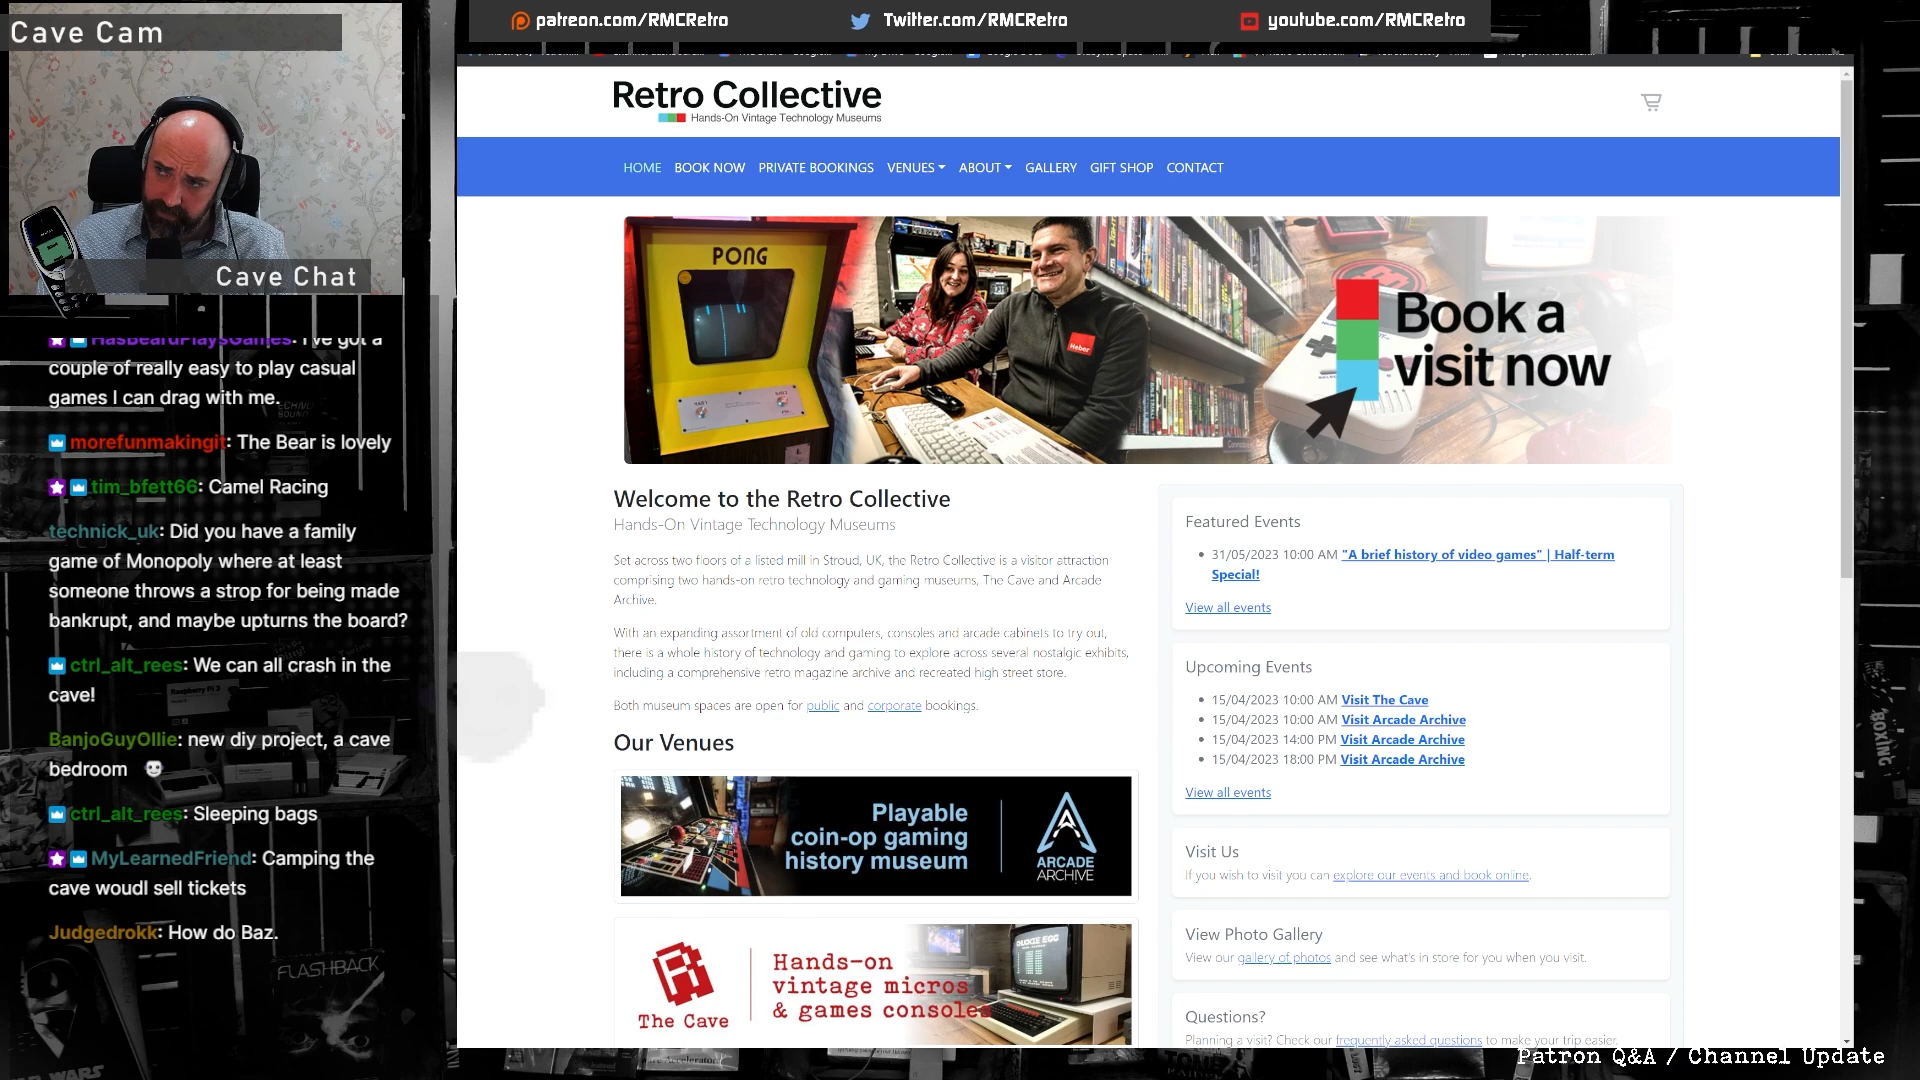 patreon.com/RMCRetro
Twitter.com/RMCRetro
youtube.com/RMCRetro
Cave Cam
Cave Chat
HasBeardPlaysGames: I've got a
couple of really easy to play casual
games I can drag with me.
morefunmakingit: The Bear is lovely
tim_bfett66: Camel Racing
technick_uk: Did you have a family
game of Monopoly where at least
someone throws a strop for being made
bankrupt, and maybe upturns the board?
ctrl_alt_rees: We can all crash in the
cave!
BanjoGuyOllie: new diy project, a cave
bedroom
ctrl_alt_rees: Sleeping bags
MyLearnedFriend: Camping the
cave woudl sell tickets
Judgedrokk: How do Baz.
FLASHBACK
Retro Collective
Hands-On Vintage Technology Museums
HOME BOOK NOW PRIVATE BOOKINGS VENUES ABOUT GALLERY GIFT SHOP CONTACT
PONG
Heber
Book a
visit now
Welcome to the Retro Collective
Hands-On Vintage Technology Museums
Set across two floors of a listed mill in Stroud, UK, the Retro Collective is a visitor attraction
comprising two hands-on retro technology and gaming museums, The Cave and Arcade
Archive.
With an expanding assortment of old computers, consoles and arcade cabinets to try out,
there is a whole history of technology and gaming to explore across several nostalgic exhibits,
including a comprehensive retro magazine archive and recreated high street store.
Both museum spaces are open for public and corporate bookings.
Our Venues
Playable
coin-op gaming
history museum
ARCADE
ARCHIVE
The Cave
Hands-on
vintage micros
& games consoles
CHUCKIE EGG
Featured Events
31/05/2023 10:00 AM "A brief history of video games" | Half-term
Special!
View all events
Upcoming Events
15/04/2023 10:00 AM Visit The Cave
15/04/2023 10:00 AM Visit Arcade Archive
15/04/2023 14:00 PM Visit Arcade Archive
15/04/2023 18:00 PM Visit Arcade Archive
View all events
Visit Us
If you wish to visit you can explore our events and book online.
View Photo Gallery
View our gallery of photos and see what's in store for you when you visit.
Questions?
Planning a visit? Check our frequently asked questions to make your trip easier.
BOXING
Patron Q&A / Channel Update